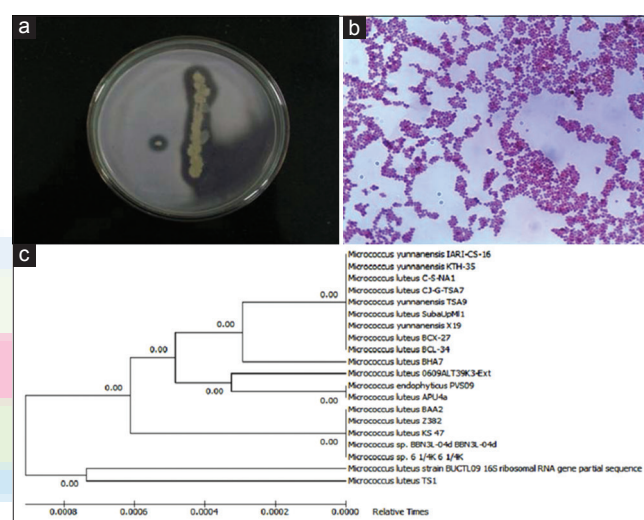 a
b
c
Micrococcus yunnanensis IARI-CS-16
Micrococcus yunnanensis KTH-35
Micrococcus luteus C-S-NA1
Micrococcus luteus CJ-G-TSA7
Micrococcus yunnanensis TSA9
Micrococcus luteus SubaUpMI1
Micrococcus yunnanensis X19
Micrococcus luteus BCX-27
Micrococcus luteus BCL-34
Micrococcus luteus BHA7
Micrococcus luteus 0609ALT39K3-Ext
Micrococcus endophyticus PVS09
Micrococcus luteus APU4a
Micrococcus luteus BAA2
Micrococcus luteus Z382
Micrococcus luteus KS 47
Micrococcus sp. BBN3L-04d BBN3L-04d
Micrococcus sp. 6 1/4K 6 1/4K
Micrococcus luteus strain BUCTL09 16S ribosomal RNA gene partial sequence
Micrococcus luteus TS1
0.00
0.00
0.00
0.00
0.00
0.00
0.00
0.00
0.00
0.0008
0.0006
0.0004
0.0002
0.0000
Relative Times